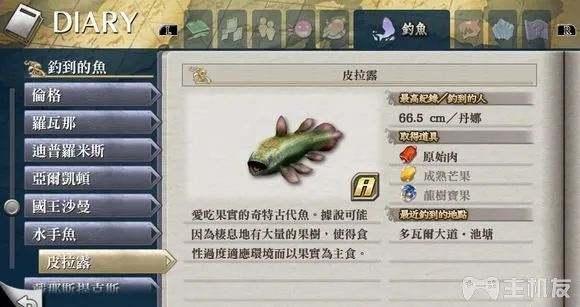 DIARY
L
釣魚
R
釣到的魚
倫格
羅瓦那
迪普羅米斯
亞爾凱頓
國王沙曼
水手魚
皮拉露
皮拉露
愛吃果實的奇特古代魚。據說可能
因為棲息地有大量的果樹，使得食
性過度適應環境而以果實為主食。
最高紀錄／釣到的人
66.5 cm／丹娜
取得道具
原始肉
成熟芒果
蘢樹寶果
最近釣到的地點
多瓦爾大道・池塘
主机友